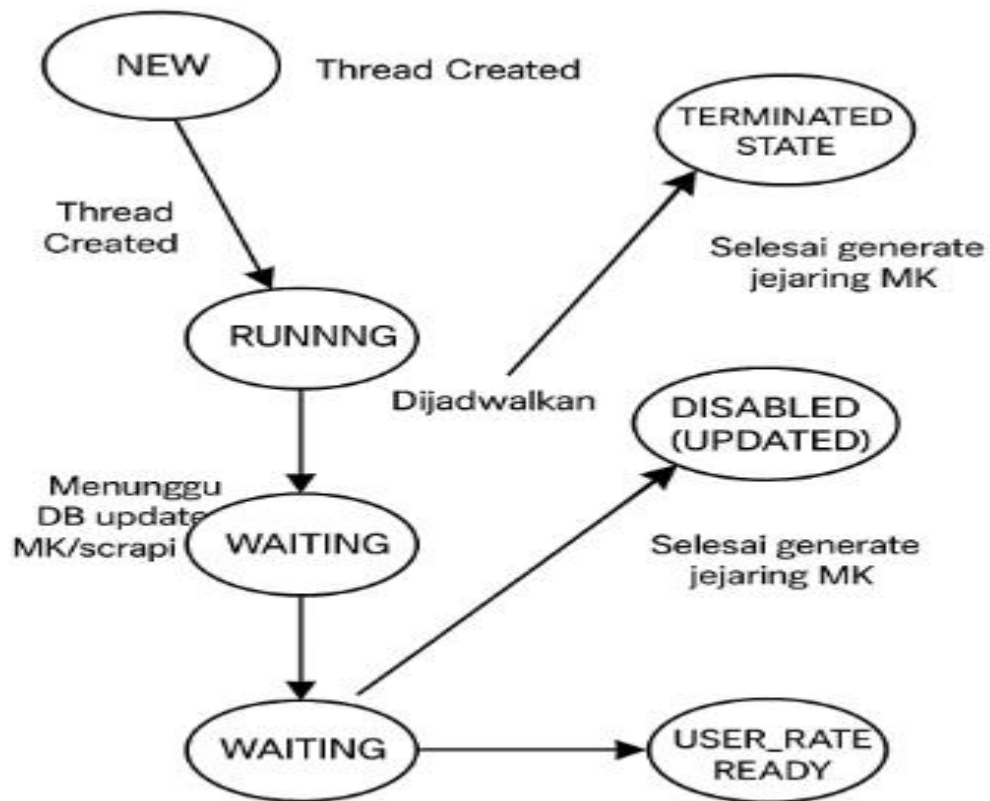 NEW
Thread Created
TERMINATED
STATE
Thread
Created
Selesai generate
jejaring MK
RUNNNG
Dijadwalkan
DISABLED
(UPDATED)
Menunggu
DB update
MK/scrapi
WAITING
Selesai generate
jejaring MK
WAITING
USER_RATE
READY